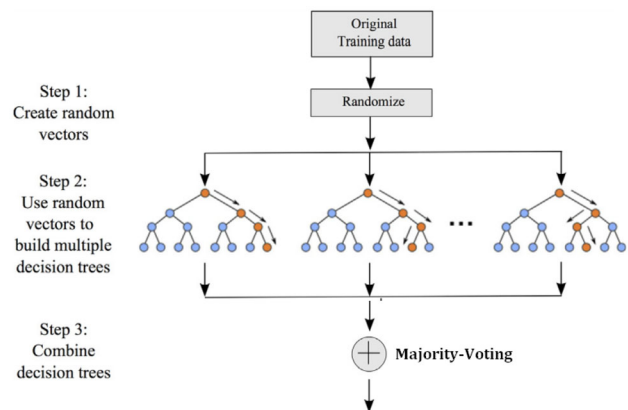 Original
Training data
Step 1:
Create random
vectors
Randomize
Step 2:
Use random
vectors to
build multiple
decision trees
Step 3:
Combine
decision trees
Majority-Voting